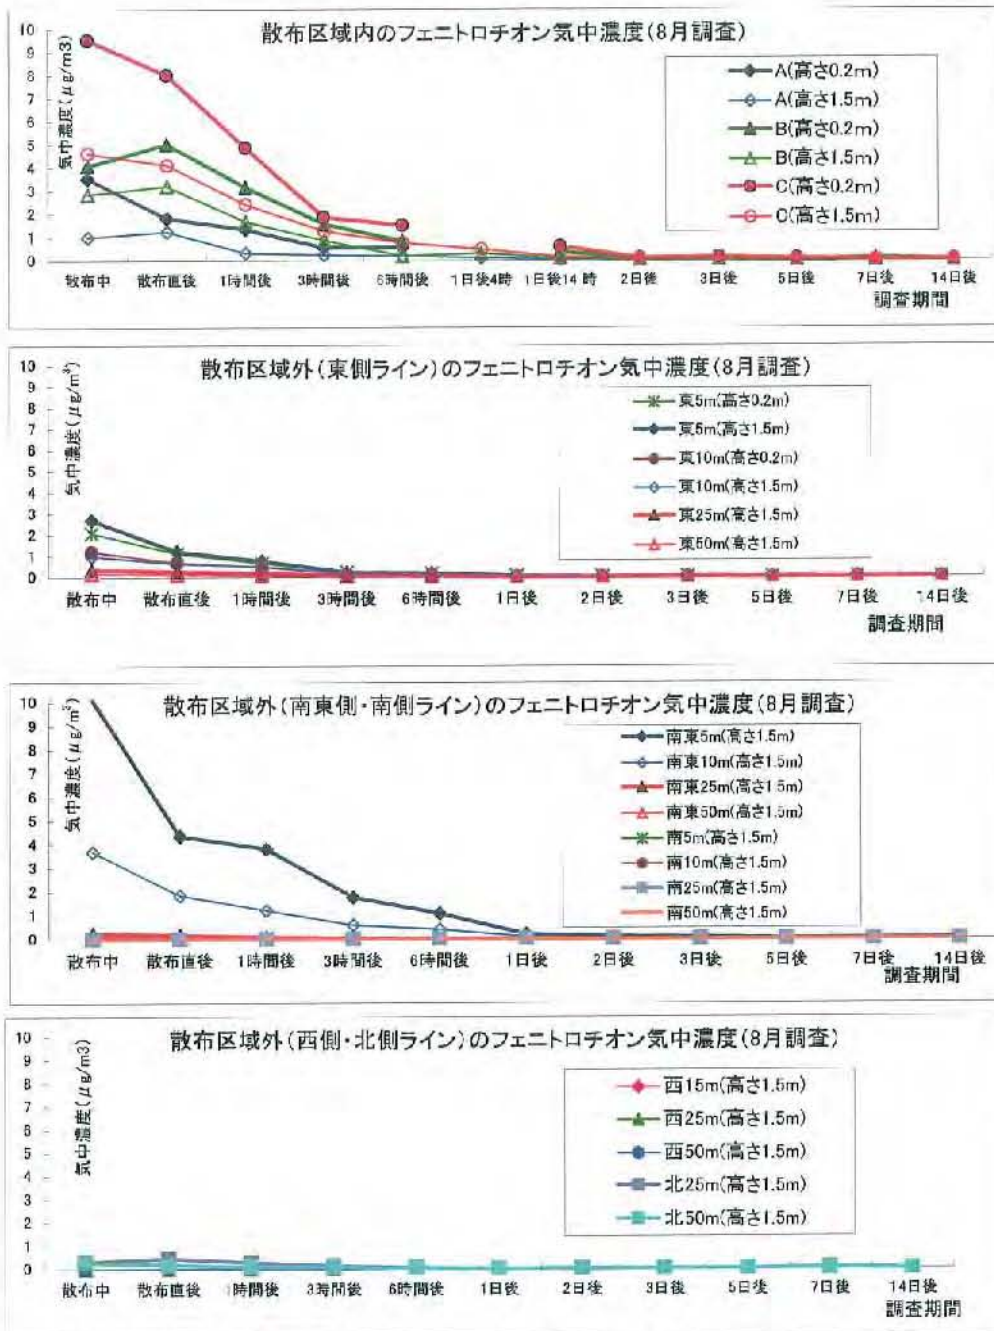 散布区域内のフェニトロチオン気中濃度(8月調査)
気中濃度(μg/m3)
10
9
8
7
6
5
4
3
2
1
0
A(高さ0.2m)
A(高さ1.5m)
B(高さ0.2m)
B(高さ1.5m)
C(高さ0.2m)
C(高さ1.5m)
散布中 散布直後 1時間後 3時間後 6時間後 1日後4時 1日後14時 2日後 3日後 5日後 7日後 14日後
調査期間
散布区域外(東側ライン)のフェニトロチオン気中濃度(8月調査)
気中濃度(μg/m³)
10
9
8
7
6
5
4
3
2
1
0
東5m(高さ0.2m)
東5m(高さ1.5m)
東10m(高さ0.2m)
東10m(高さ1.5m)
東25m(高さ1.5m)
東50m(高さ1.5m)
散布中 散布直後 1時間後 3時間後 6時間後 1日後 2日後 3日後 5日後 7日後 14日後
調査期間
散布区域外(南東側・南側ライン)のフェニトロチオン気中濃度(8月調査)
気中濃度(μg/m³)
10
9
8
7
6
5
4
3
2
1
0
南東5m(高さ1.5m)
南東10m(高さ1.5m)
南東25m(高さ1.5m)
南東50m(高さ1.5m)
南5m(高さ1.5m)
南10m(高さ1.5m)
南25m(高さ1.5m)
南50m(高さ1.5m)
散布中 散布直後 1時間後 3時間後 6時間後 1日後 2日後 3日後 5日後 7日後 14日後
調査期間
散布区域外(西側・北側ライン)のフェニトロチオン気中濃度(8月調査)
気中濃度(μg/m3)
10
9
8
7
6
5
4
3
2
1
0
西15m(高さ1.5m)
西25m(高さ1.5m)
西50m(高さ1.5m)
北25m(高さ1.5m)
北50m(高さ1.5m)
散布中 散布直後 1時間後 3時間後 6時間後 1日後 2日後 3日後 5日後 7日後 14日後
調査期間